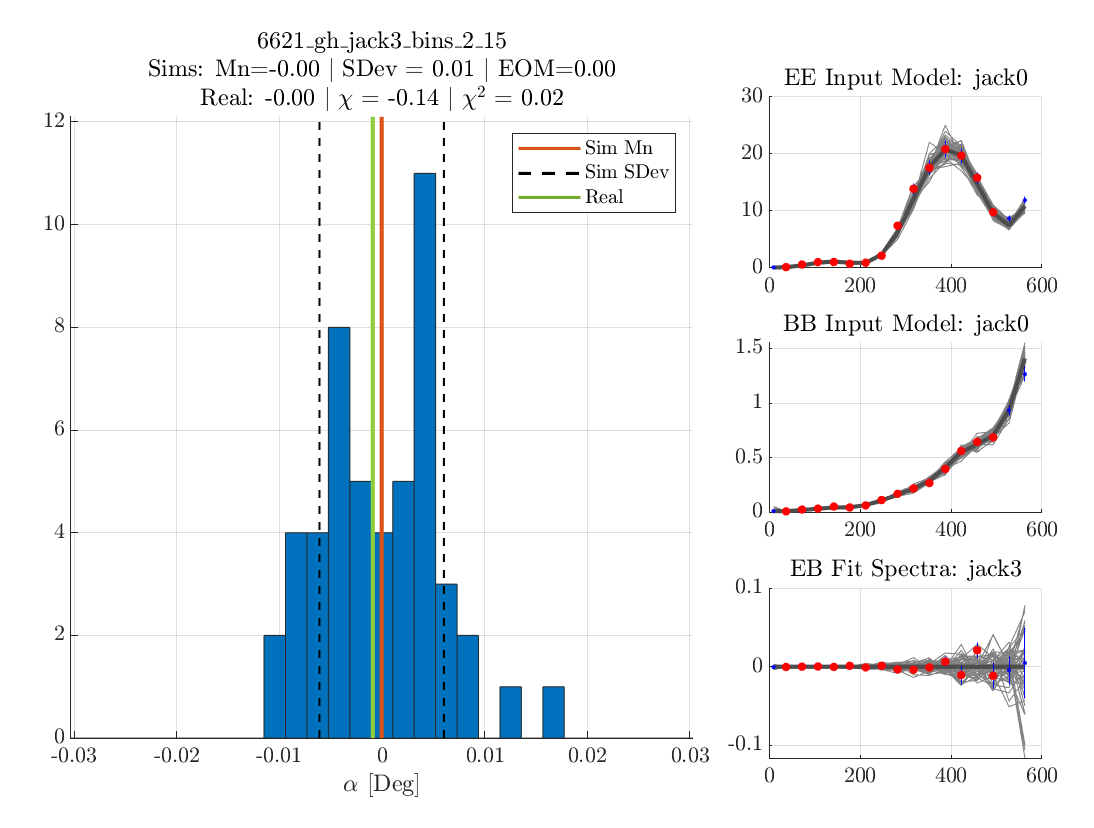 6621_gh_jack3_bins_2_15
Sims: Mn=-0.00 | SDev = 0.01 | EOM=0.00
Real: -0.00 | χ = -0.14 | χ² = 0.02
12
10
8
6
4
2
0
-0.03 -0.02 -0.01 0 0.01 0.02 0.03
α [Deg]
Sim Mn
Sim SDev
Real
EE Input Model: jack0
30
20
10
0
0 200 400 600
BB Input Model: jack0
1.5
1
0.5
0
0 200 400 600
EB Fit Spectra: jack3
0.1
0
-0.1
0 200 400 600